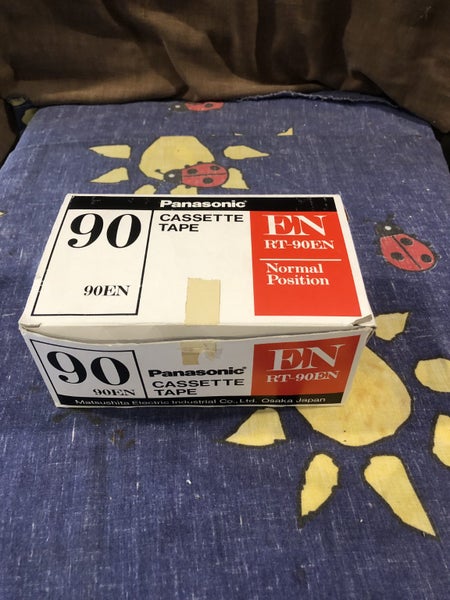 Panasonic
90
90EN
CASSETTE
TAPE
EN
RT-90EN
Normal
Position
90
90EN
Panasonic
CASSETTE
TAPE
EN
RT-90EN
Matsushita Electric Industrial Co., Ltd. Osaka Japan